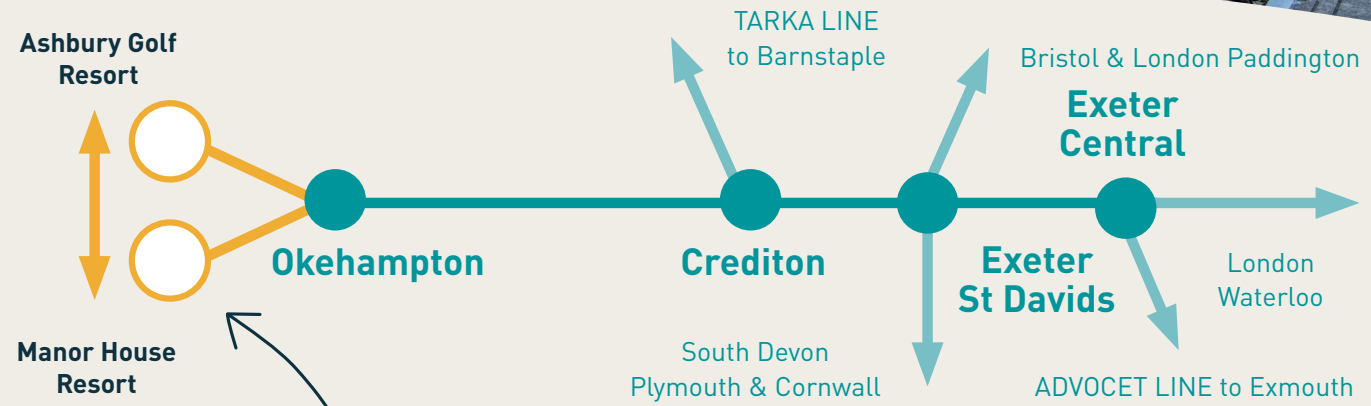 Ashbury Golf
Resort
TARKA LINE
to Barnstaple
Bristol & London Paddington
Exeter
Central
Okehampton
Crediton
Exeter
St Davids
London
Waterloo
Manor House
Resort
South Devon
Plymouth & Cornwall
ADVOCET LINE to Exmouth